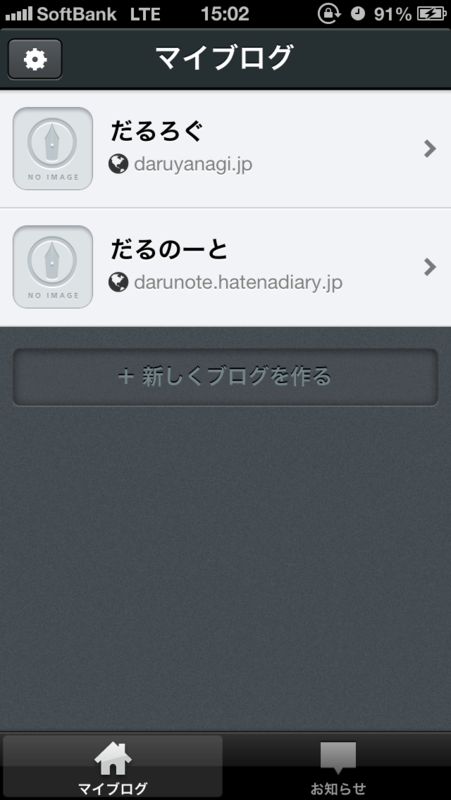 SoftBank LTE 15:02 91%
マイブログ
だるろぐ
NO IMAGE
daruyanagi.jp
だるのーと
NO IMAGE
darunote.hatenadiary.jp
+ 新しくブログを作る
マイブログ
お知らせ